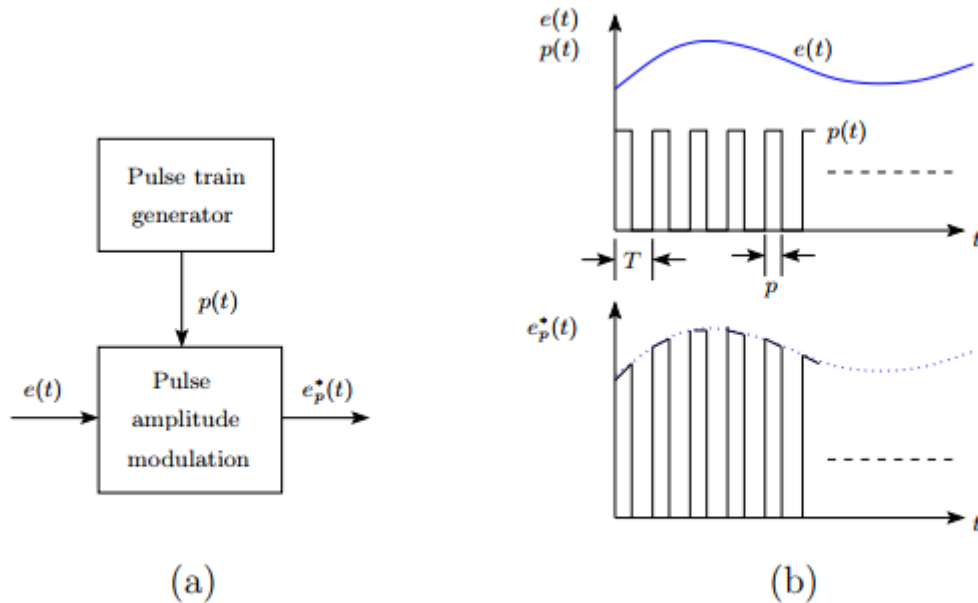 Pulse train
generator
p(t)
e(t)
Pulse
amplitude
modulation
e*ₚ(t)
(a)
e(t)
p(t)
e(t)
p(t)
t
T
p
e*ₚ(t)
t
(b)